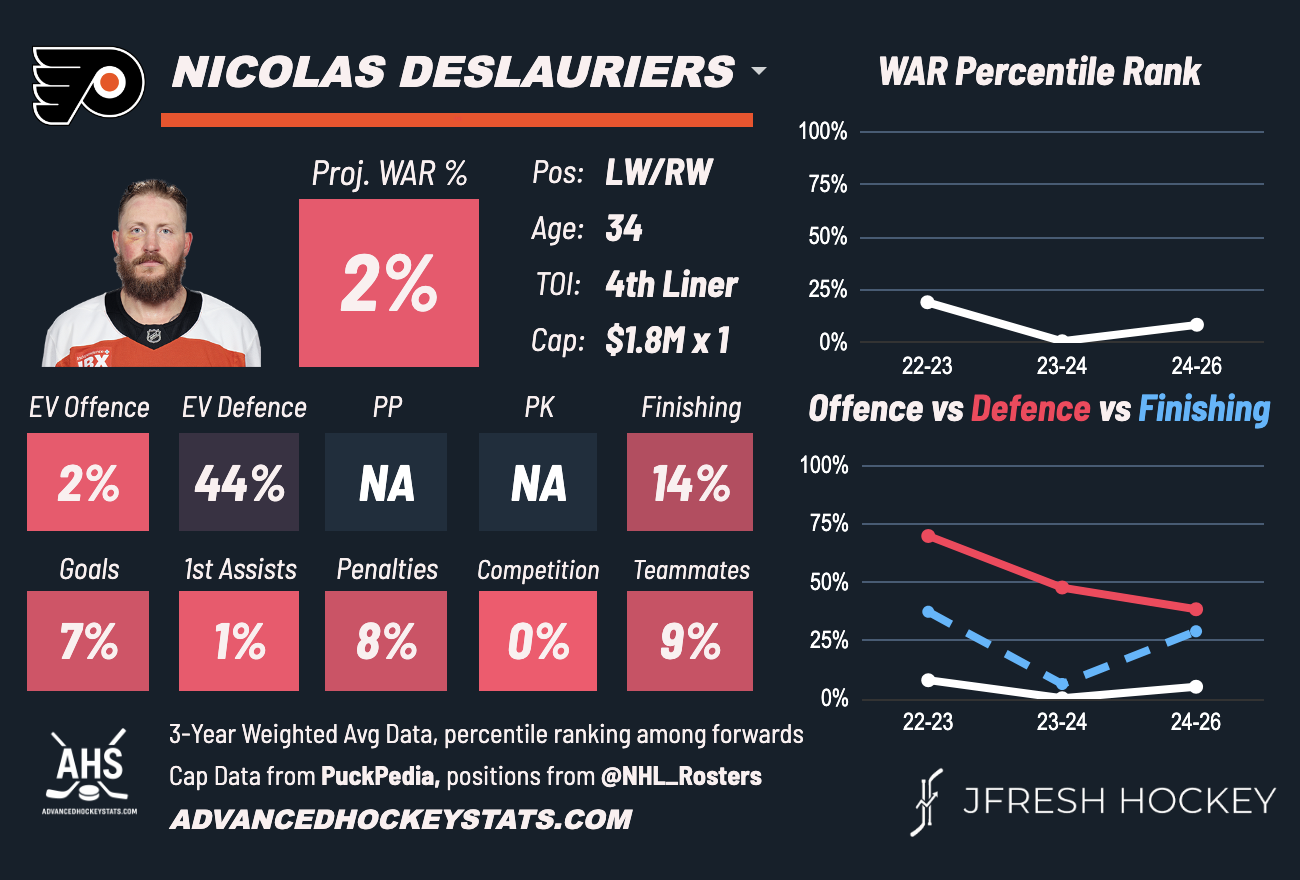 NICOLAS DESLAURIERS
Proj. WAR %
2%
Pos: LW/RW
Age: 34
TOI: 4th Liner
Cap: $1.8M x 1
EV Offence EV Defence PP PK Finishing
2% 44% NA NA 14%
Goals 1st Assists Penalties Competition Teammates
7% 1% 8% 0% 9%
AHS
ADVANCEDHOCKEYSTATS.COM
3-Year Weighted Avg Data, percentile ranking among forwards
Cap Data from PuckPedia, positions from @NHL_Rosters
ADVANCEDHOCKEYSTATS.COM
WAR Percentile Rank
100%
75%
50%
25%
0%
22-23 23-24 24-26
Offence vs Defence vs Finishing
100%
75%
50%
25%
0%
22-23 23-24 24-26
JFRESH HOCKEY